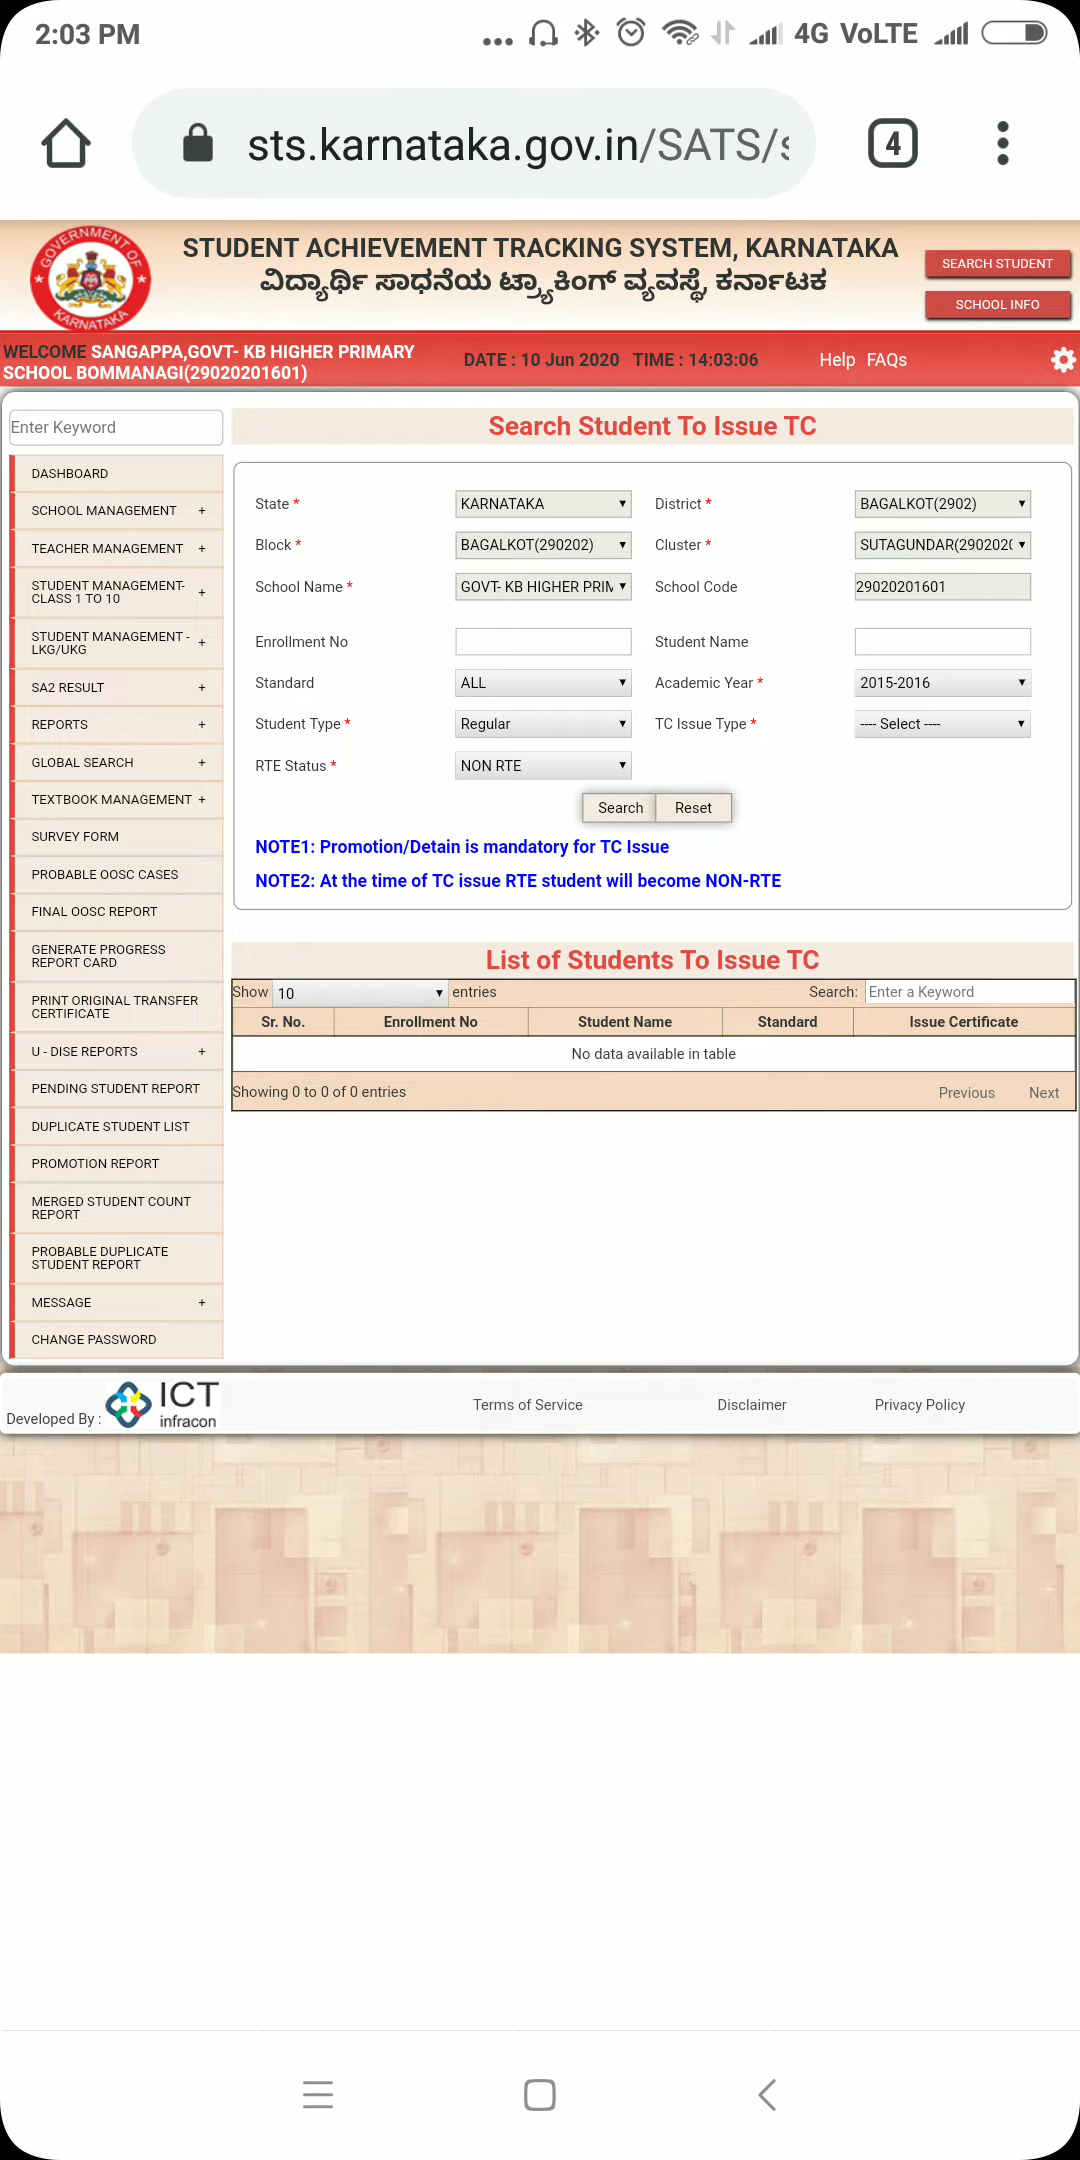 2:03 PM
4G VoLTE
sts.karnataka.gov.in/SATS/s
4
GOVERNMENT OF KARNATAKA
STUDENT ACHIEVEMENT TRACKING SYSTEM, KARNATAKA
ವಿದ್ಯಾರ್ಥಿ ಸಾಧನೆಯ ಟ್ರ್ಯಾಕಿಂಗ್ ವ್ಯವಸ್ಥೆ, ಕರ್ನಾಟಕ
SEARCH STUDENT
SCHOOL INFO
WELCOME SANGAPPA,GOVT- KB HIGHER PRIMARY
SCHOOL BOMMANAGI(29020201601)
DATE : 10 Jun 2020 TIME : 14:03:06
Help FAQs
Enter Keyword
DASHBOARD
SCHOOL MANAGEMENT +
TEACHER MANAGEMENT +
STUDENT MANAGEMENT-
CLASS 1 TO 10 +
STUDENT MANAGEMENT -
LKG/UKG +
SA2 RESULT +
REPORTS +
GLOBAL SEARCH +
TEXTBOOK MANAGEMENT +
SURVEY FORM
PROBABLE OOSC CASES
FINAL OOSC REPORT
GENERATE PROGRESS
REPORT CARD
PRINT ORIGINAL TRANSFER
CERTIFICATE
U - DISE REPORTS +
PENDING STUDENT REPORT
DUPLICATE STUDENT LIST
PROMOTION REPORT
MERGED STUDENT COUNT
REPORT
PROBABLE DUPLICATE
STUDENT REPORT
MESSAGE +
CHANGE PASSWORD
Search Student To Issue TC
State * KARNATAKA District * BAGALKOT(2902)
Block * BAGALKOT(290202) Cluster * SUTAGUNDAR(2902020
School Name * GOVT- KB HIGHER PRIM School Code 29020201601
Enrollment No Student Name
Standard ALL Academic Year * 2015-2016
Student Type * Regular TC Issue Type * ---- Select ----
RTE Status * NON RTE
Search Reset
NOTE1: Promotion/Detain is mandatory for TC Issue
NOTE2: At the time of TC issue RTE student will become NON-RTE
List of Students To Issue TC
Show 10 entries Search: Enter a Keyword
Sr. No. Enrollment No Student Name Standard Issue Certificate
No data available in table
Showing 0 to 0 of 0 entries Previous Next
Developed By : ICT infracon
Terms of Service Disclaimer Privacy Policy